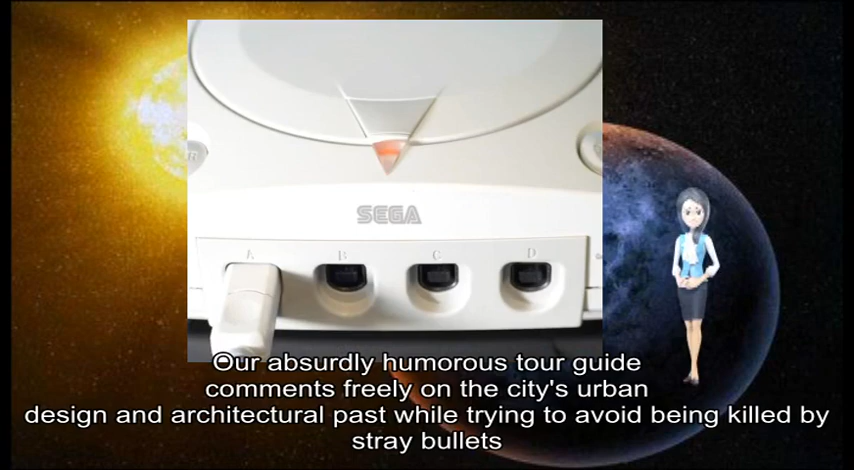 SEGA
A B C D
Our absurdly humorous tour guide
comments freely on the city's urban
design and architectural past while trying to avoid being killed by
stray bullets